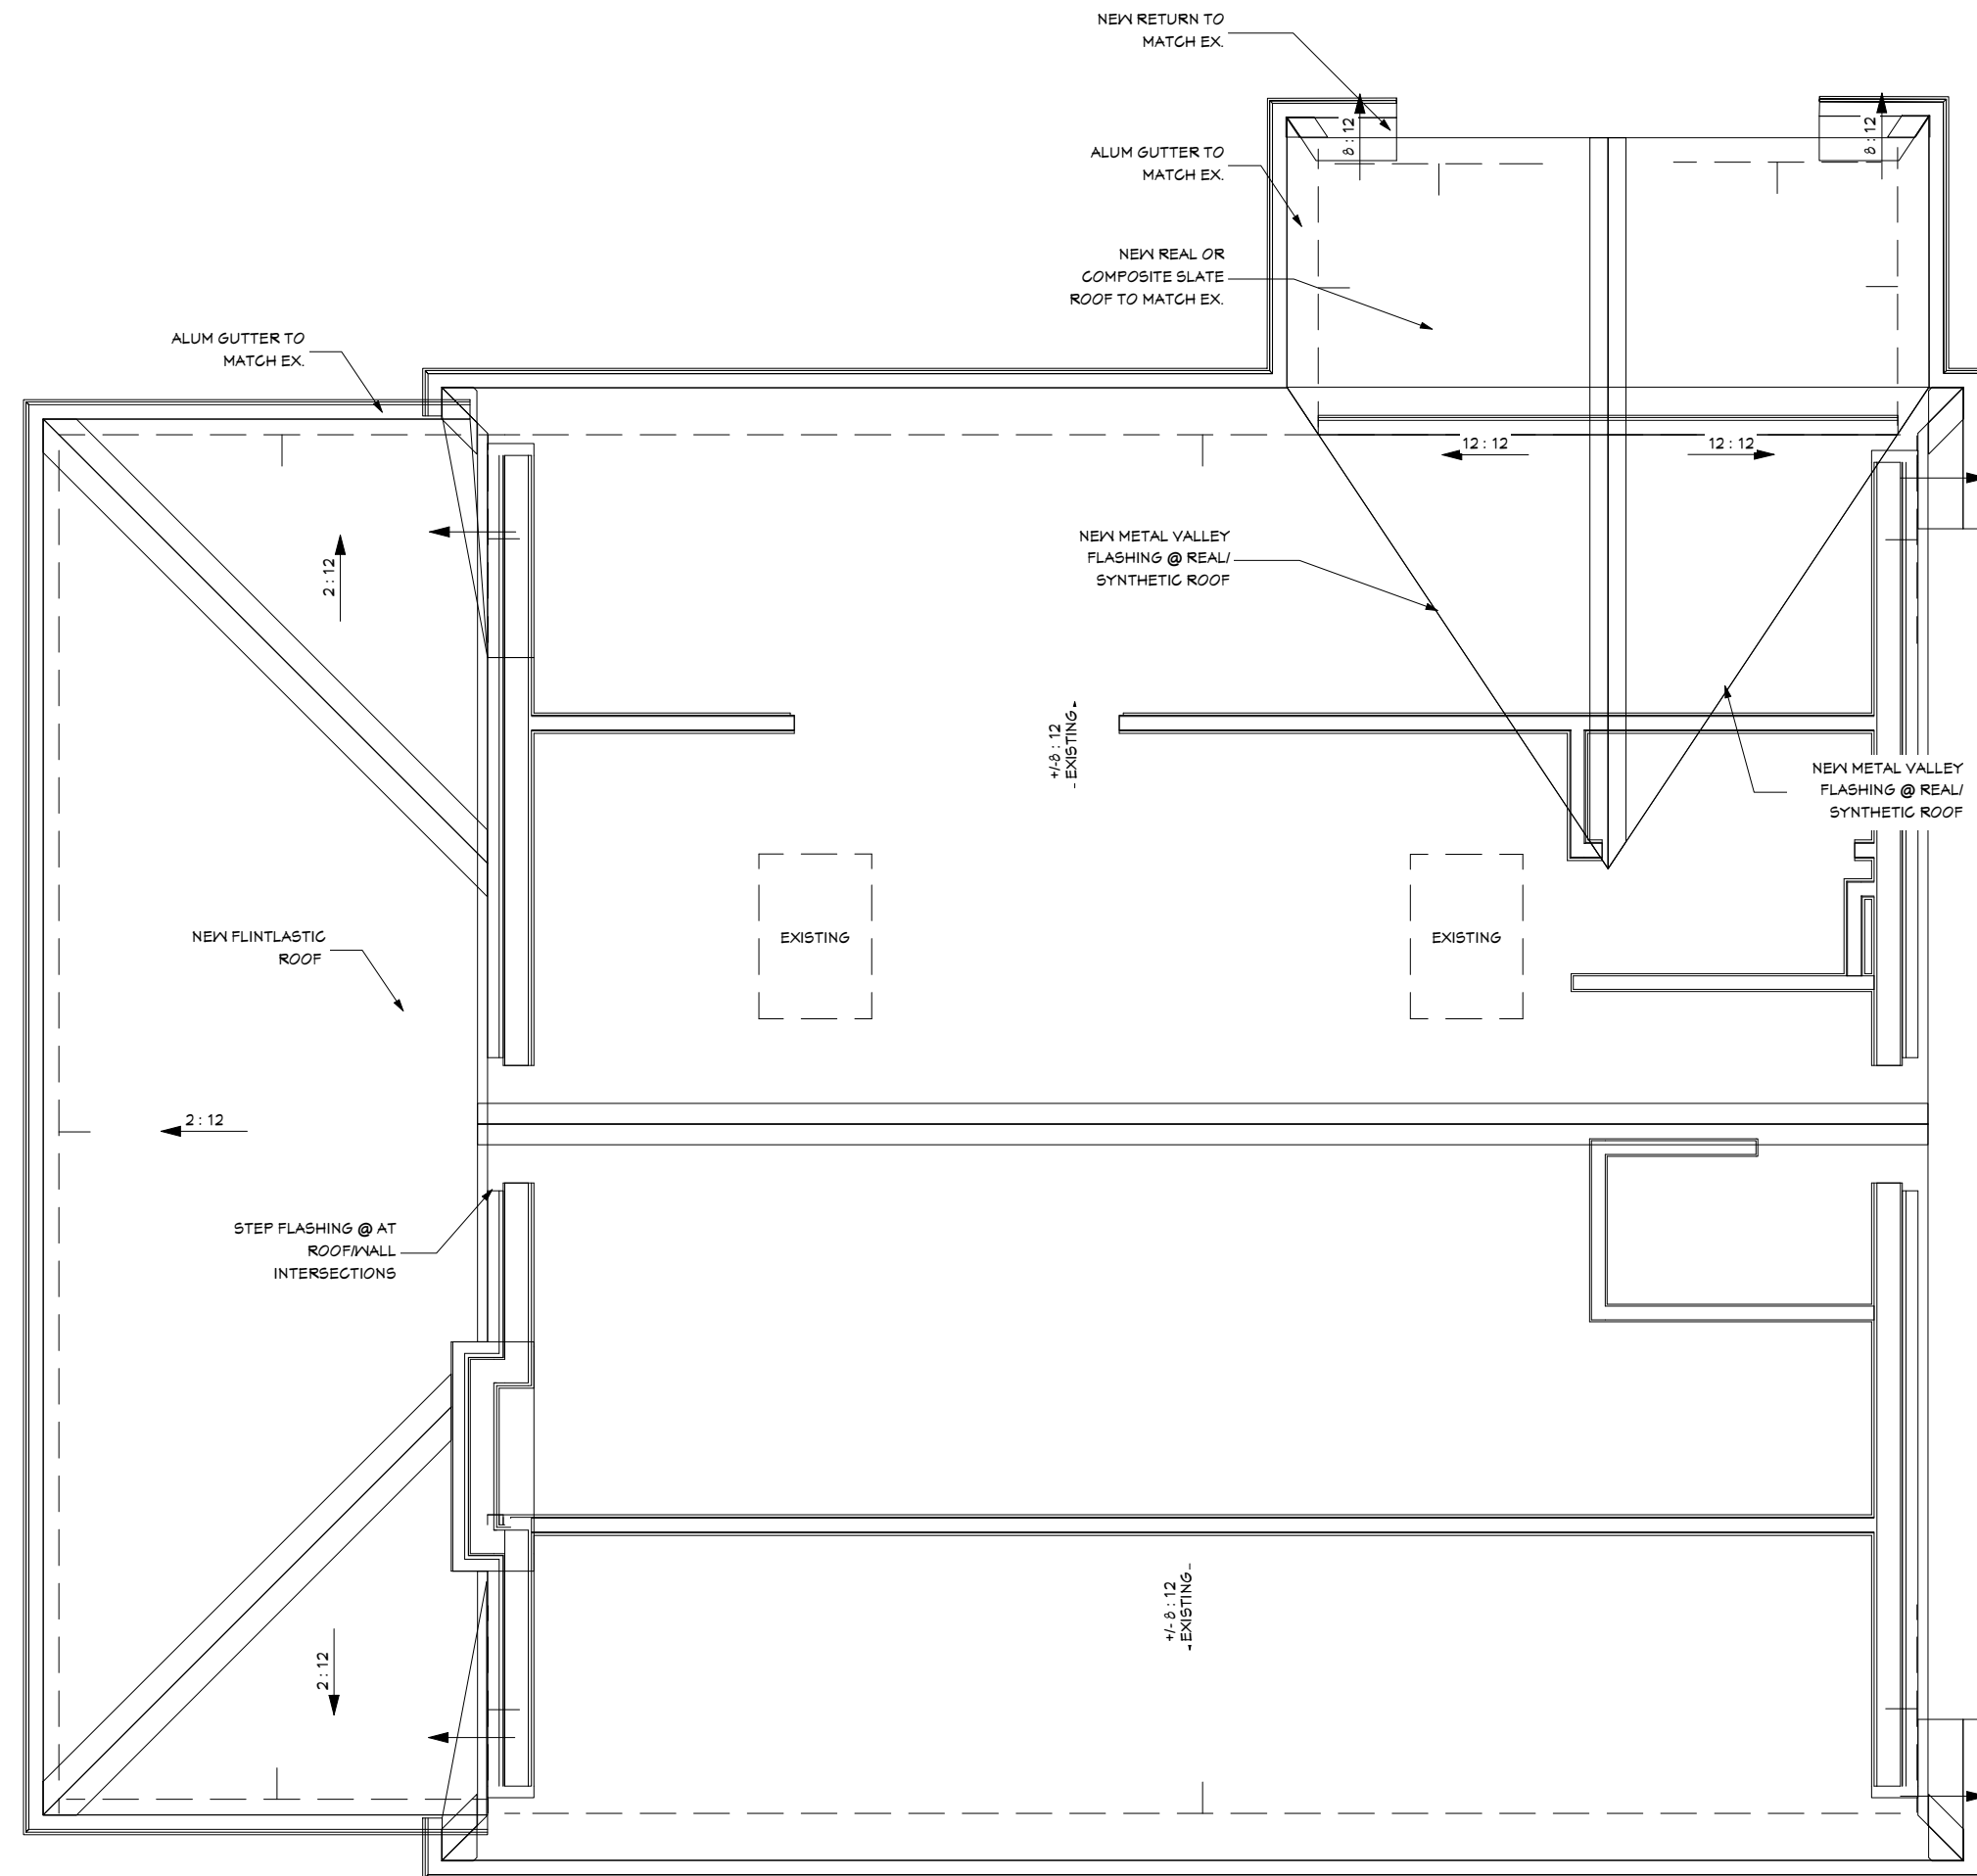 NEW RETURN TO
MATCH EX.
8 : 12
8 : 12
ALUM GUTTER TO
MATCH EX.
NEW REAL OR
COMPOSITE SLATE
ROOF TO MATCH EX.
ALUM GUTTER TO
MATCH EX.
12 : 12
12 : 12
2 : 12
NEW METAL VALLEY
FLASHING @ REAL/
SYNTHETIC ROOF
+/-8 : 12
EXISTING
NEW METAL VALLEY
FLASHING @ REAL/
SYNTHETIC ROOF
NEW FLINTLASTIC
ROOF
EXISTING
EXISTING
2 : 12
STEP FLASHING @ AT
ROOF/WALL
INTERSECTIONS
+/- 8 : 12
EXISTING
2 : 12